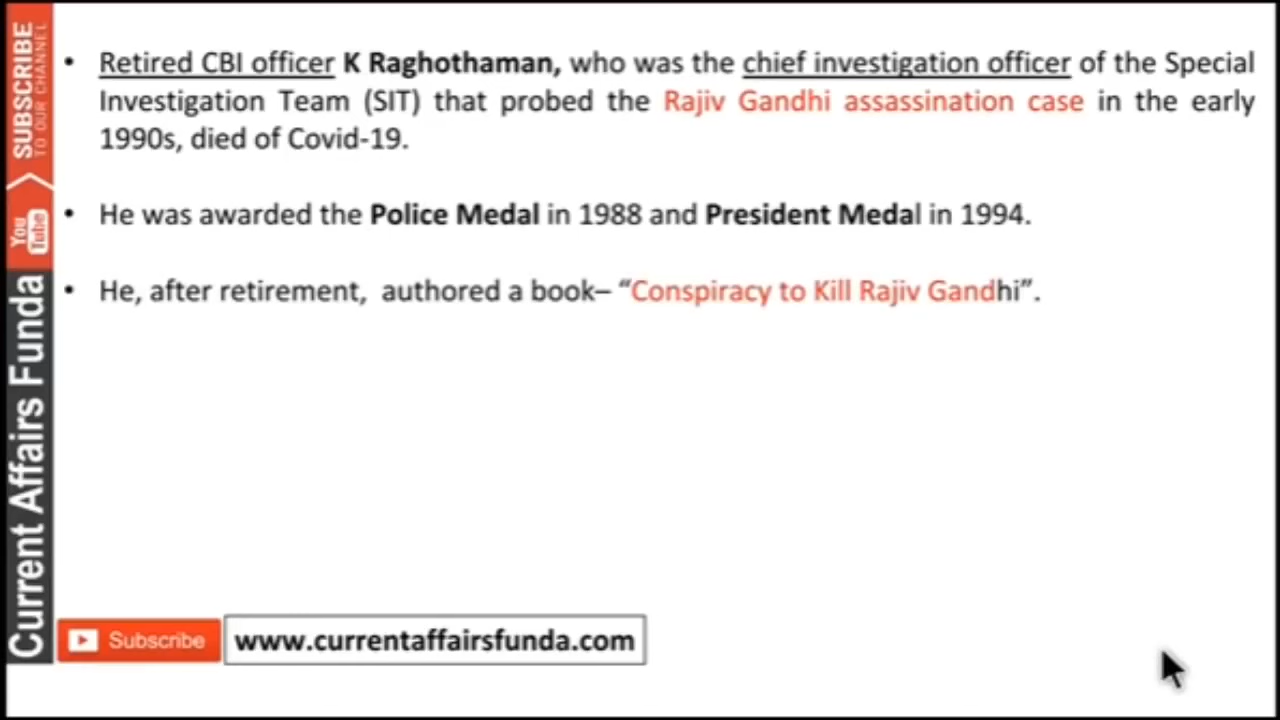 • Retired CBI officer K Raghothaman, who was the chief investigation officer of the Special
Investigation Team (SIT) that probed the Rajiv Gandhi assassination case in the early
1990s, died of Covid-19.
• He was awarded the Police Medal in 1988 and President Medal in 1994.
• He, after retirement, authored a book– “Conspiracy to Kill Rajiv Gandhi”.
SUBSCRIBE
TO OUR CHANNEL
You
Tube
Current Affairs Funda
Subscribe
www.currentaffairsfunda.com